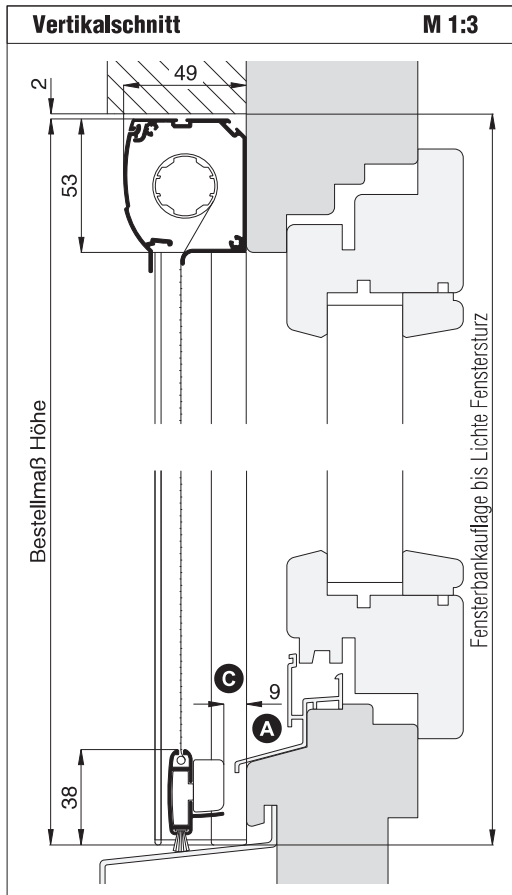 Vertikalschnitt M 1:3
49
2
53
Bestellmaß Höhe
Fensterbankauflage bis Lichte Fenstersturz
C
9
A
38